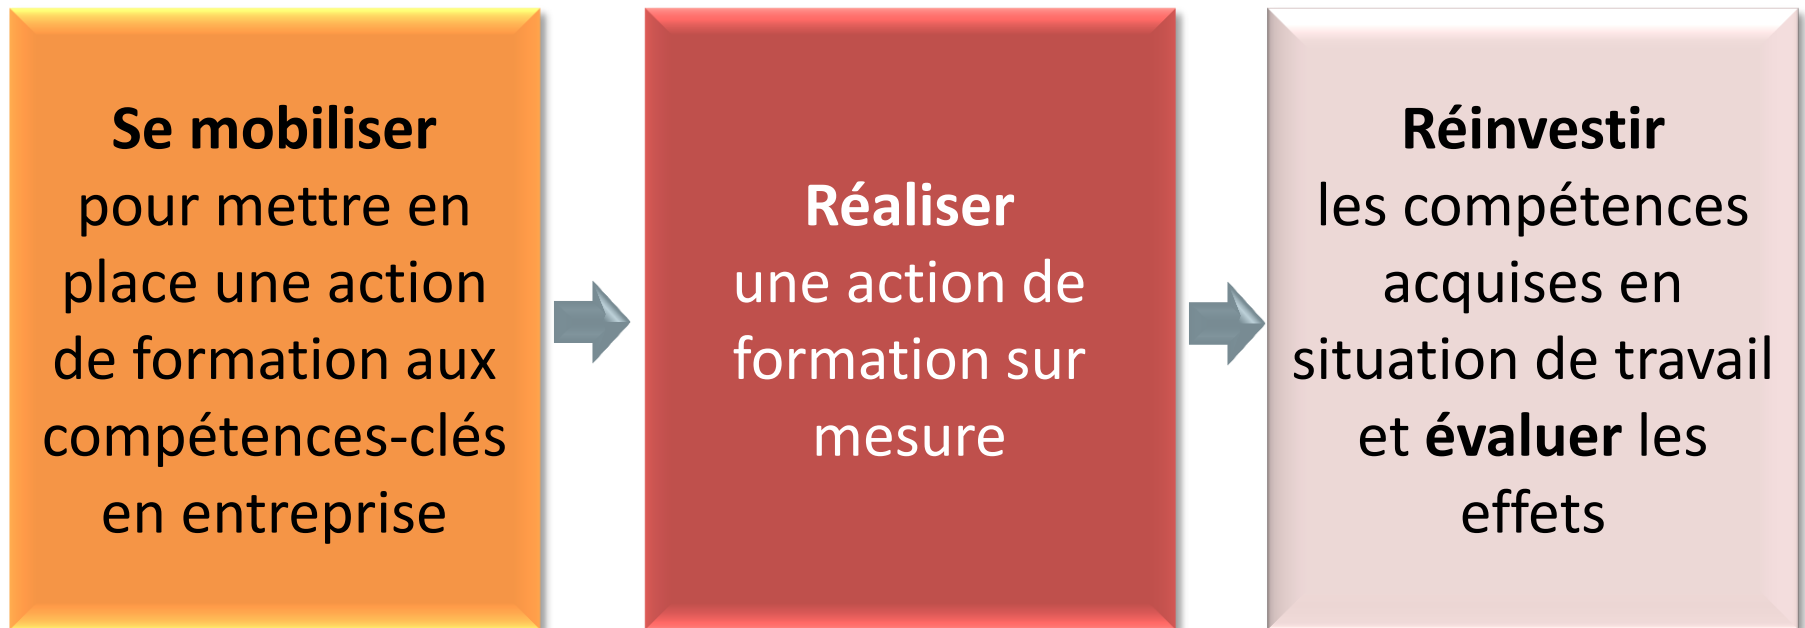 Se mobiliser
pour mettre en
place une action
de formation aux
compétences-clés
en entreprise
Réaliser
une action de
formation sur
mesure
Réinvestir
les compétences
acquises en
situation de travail
et évaluer les
effets